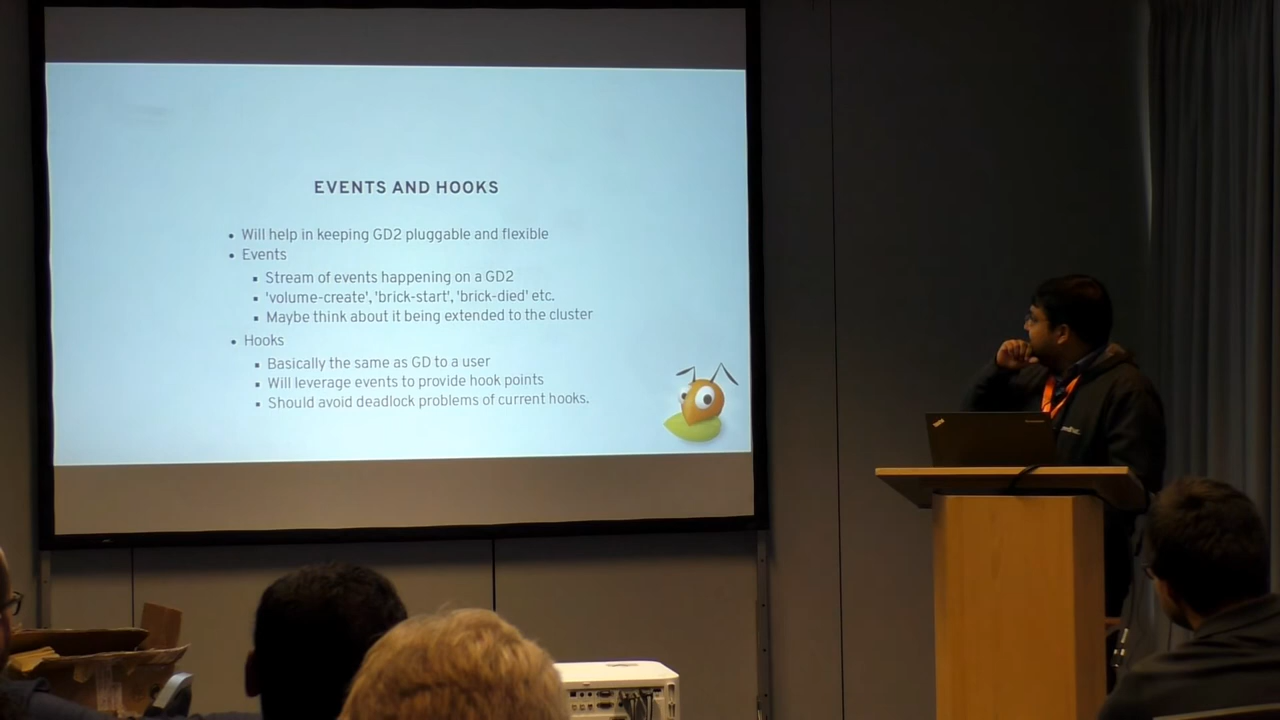 EVENTS AND HOOKS
• Will help in keeping GD2 pluggable and flexible
• Events
▪ Stream of events happening on a GD2
▪ 'volume-create', 'brick-start', 'brick-died' etc.
▪ Maybe think about it being extended to the cluster
• Hooks
▪ Basically the same as GD to a user
▪ Will leverage events to provide hook points
▪ Should avoid deadlock problems of current hooks.